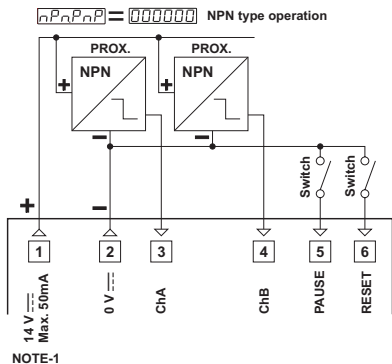 nPnPnP = 000000 NPN type operation
PROX. PROX.
NPN NPN
+ +
− −
Switch Switch
+ −
1 2 3 4 5 6
14 V Max. 50mA
0 V
ChA
ChB
PAUSE
RESET
NOTE-1